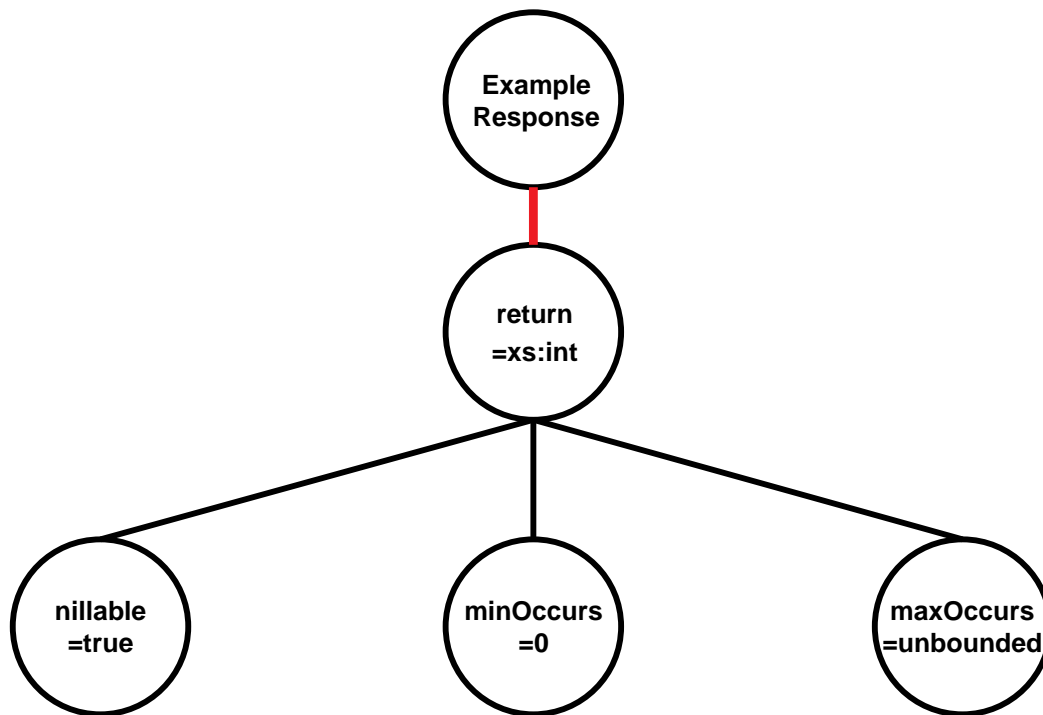 Example
Response
return
=xs:int
nillable
=true
minOccurs
=0
maxOccurs
=unbounded